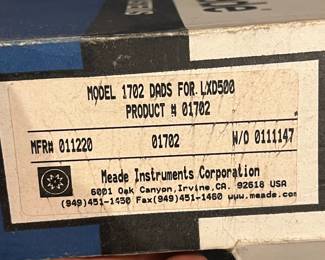 MODEL 1702 DADS FOR LXD500
PRODUCT # 01702
MFR# 011220 01702 W/O 0111147
Meade Instruments Corporation
6001 Oak Canyon, Irvine, CA. 92618 USA
(949)451-1450 Fax(949)451-1460 www.meade.com